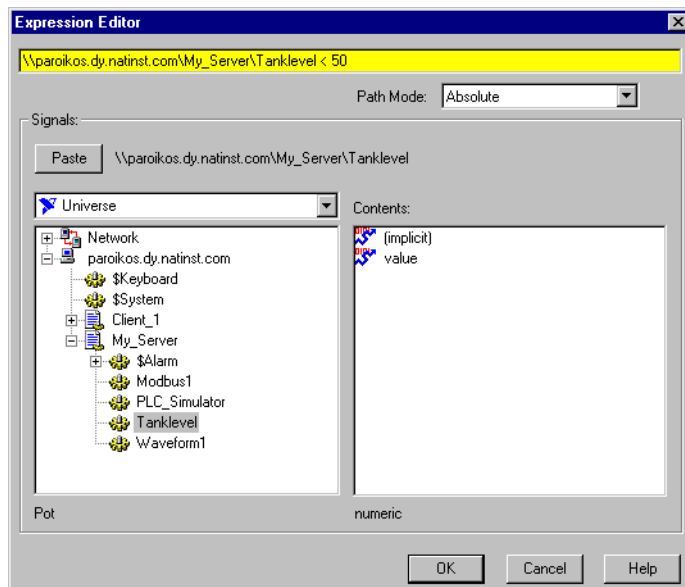 Expression Editor
\\paroikos.dy.natinst.com\My_Server\Tanklevel < 50
Path Mode: Absolute
Signals:
Paste \\paroikos.dy.natinst.com\My_Server\Tanklevel
Universe
Contents:
Network
paroikos.dy.natinst.com
$Keyboard
$System
Client_1
My_Server
$Alarm
Modbus1
PLC_Simulator
Tanklevel
Waveform1
(implicit)
value
Pot
numeric
OK Cancel Help